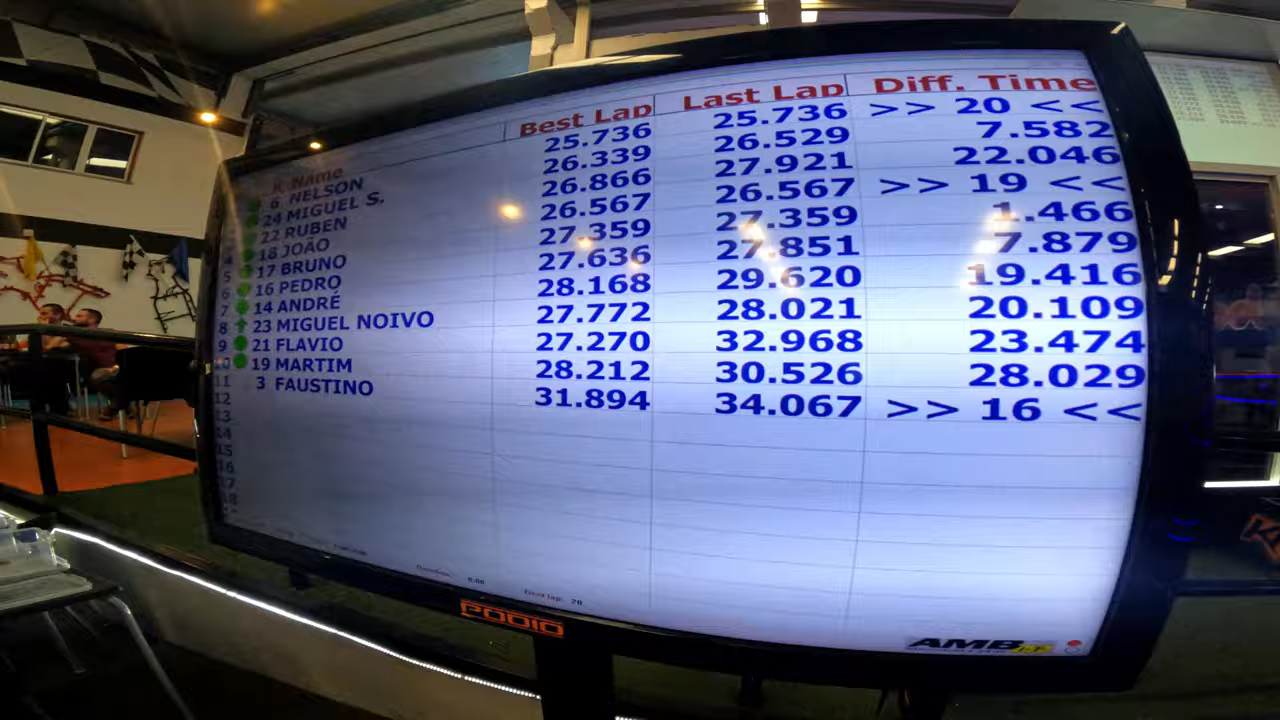 K Name Best Lap Last Lap Diff. Time
6 NELSON 25.736 25.736 >> 20 <<
24 MIGUEL S. 26.339 26.529 7.582
22 RUBEN 26.866 27.921 22.046
4 18 JOÃO 26.567 26.567 >> 19 <<
5 17 BRUNO 27.359 27.359 1.466
6 16 PEDRO 27.636 27.851 7.879
7 14 ANDRÉ 28.168 29.620 19.416
8 23 MIGUEL NOIVO 27.772 28.021 20.109
9 21 FLAVIO 27.270 32.968 23.474
10 19 MARTIM 28.212 30.526 28.029
11 3 FAUSTINO 31.894 34.067 >> 16 <<
12
13
14
15
16
17
18
0.00 20
PODIO
AMB